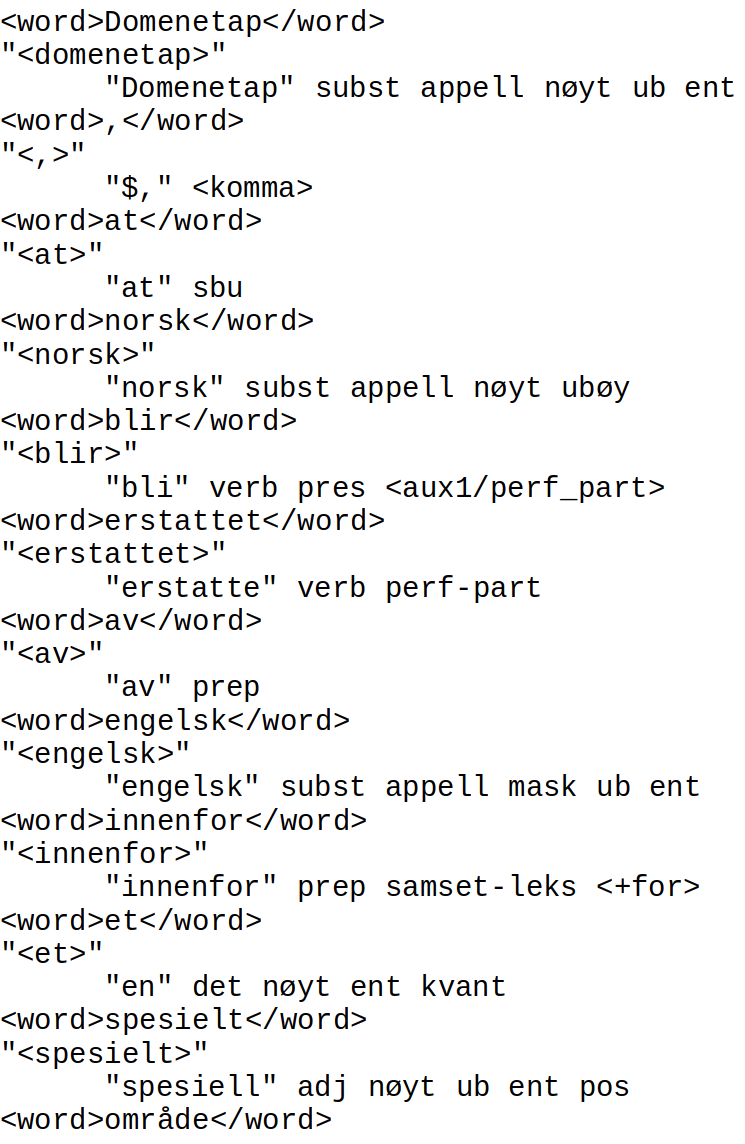 <word>Domenetap</word>
"<domenetap>"
"Domenetap" subst appell nøyt ub ent
<word>,</word>
"<,>"
"$," <komma>
<word>at</word>
"<at>"
"at" sbu
<word>norsk</word>
"<norsk>"
"norsk" subst appell nøyt ubøy
<word>blir</word>
"<blir>"
"bli" verb pres <aux1/perf_part>
<word>erstattet</word>
"<erstattet>"
"erstatte" verb perf-part
<word>av</word>
"<av>"
"av" prep
<word>engelsk</word>
"<engelsk>"
"engelsk" subst appell mask ub ent
<word>innenfor</word>
"<innenfor>"
"innenfor" prep samset-leks <+for>
<word>et</word>
"<et>"
"en" det nøyt ent kvant
<word>spesielt</word>
"<spesielt>"
"spesiell" adj nøyt ub ent pos
<word>område</word>